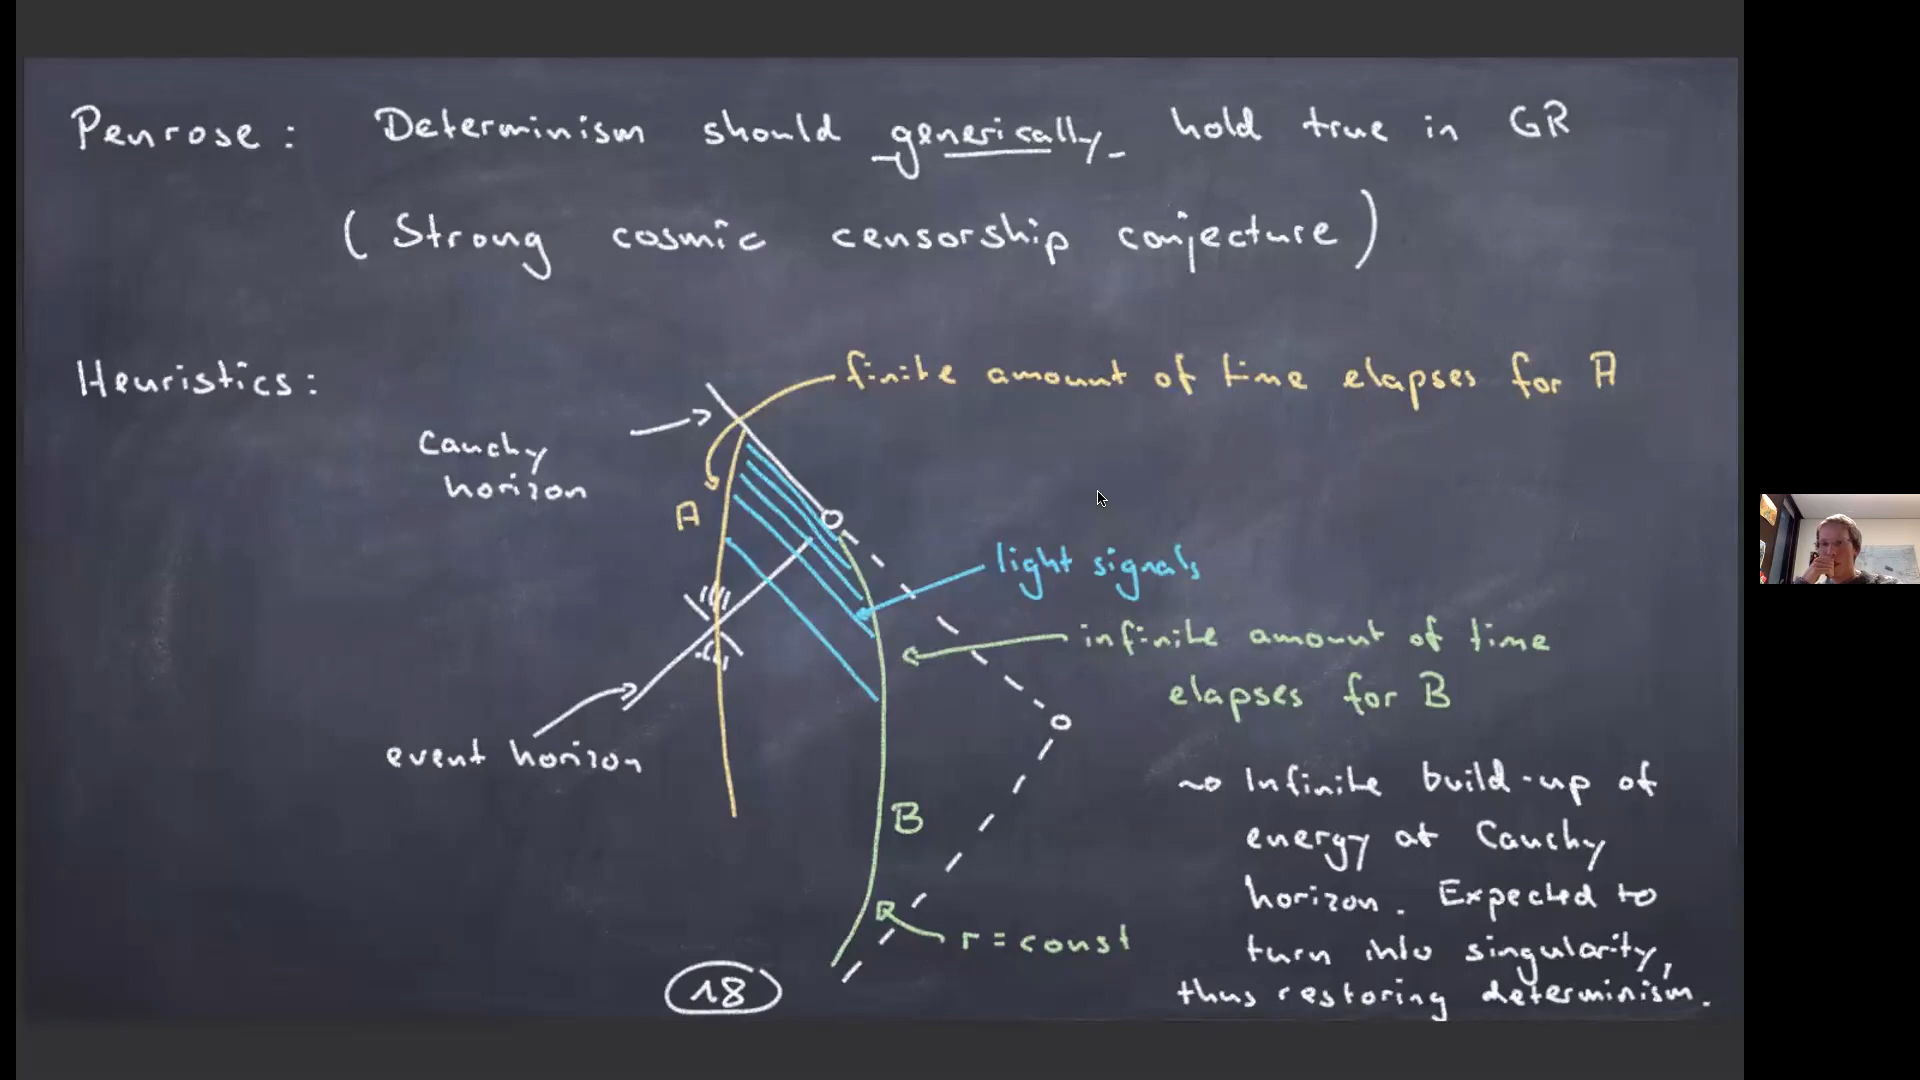 Penrose: Determinism should generically hold true in GR
(Strong cosmic censorship conjecture)
Heuristics:
finite amount of time elapses for A
Cauchy
horizon
A
light signals
infinite amount of time
elapses for B
event horizon
B
r = const
~> Infinite build-up of
energy at Cauchy
horizon. Expected to
turn into singularity,
thus restoring determinism.
18